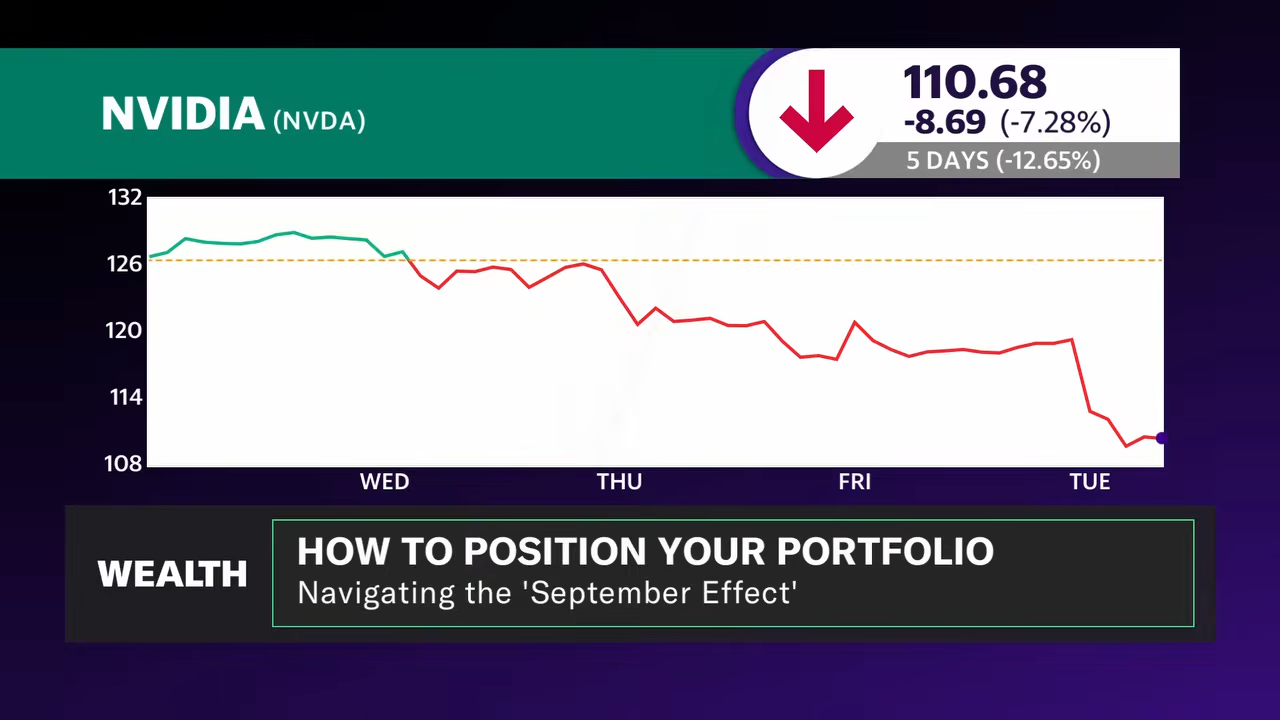 NVIDIA (NVDA)
110.68
-8.69 (-7.28%)
5 DAYS (-12.65%)
132
126
120
114
108
WED THU FRI TUE
WEALTH
HOW TO POSITION YOUR PORTFOLIO
Navigating the 'September Effect'